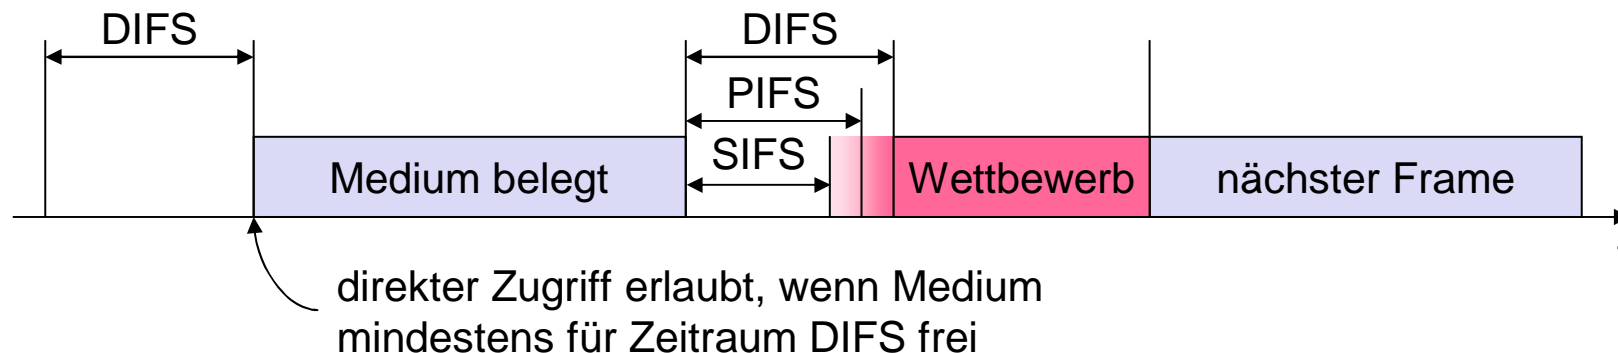 DIFS
DIFS
PIFS
SIFS
Medium belegt
Wettbewerb
nächster Frame
direkter Zugriff erlaubt, wenn Medium
mindestens für Zeitraum DIFS frei